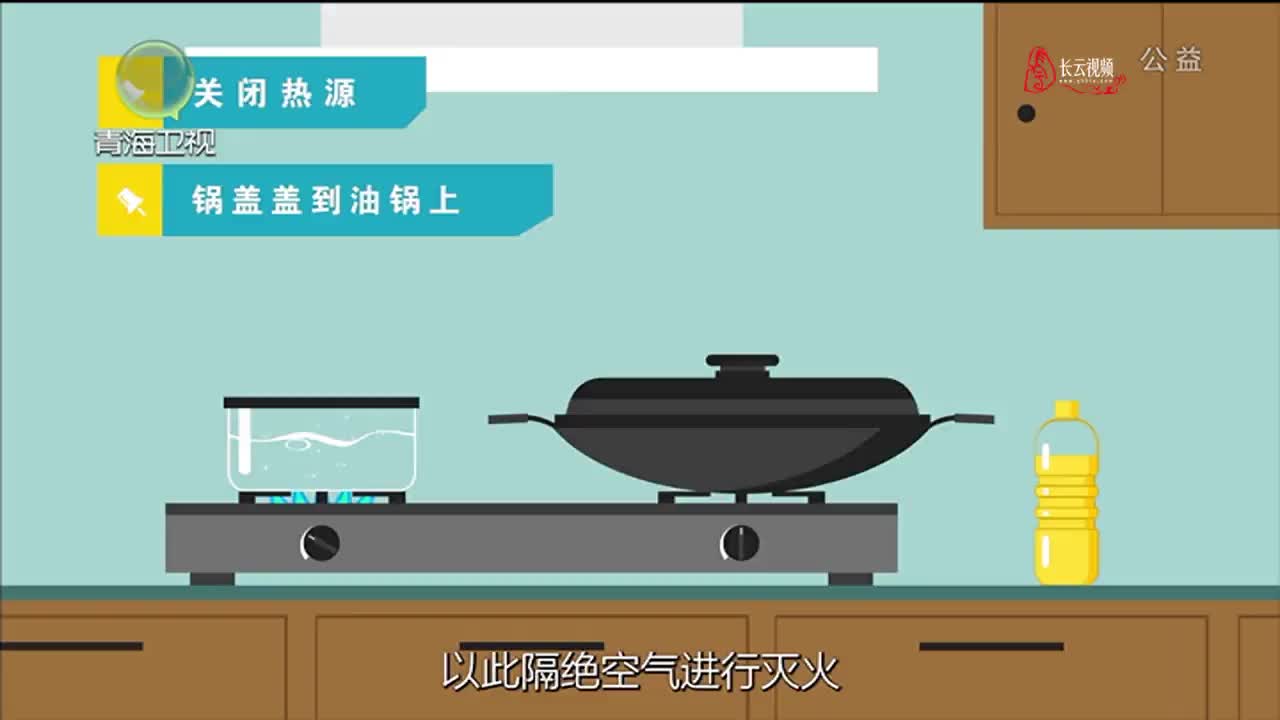 关闭热源
青海卫视
锅盖盖到油锅上
长云视频
公益
以此隔绝空气进行灭火